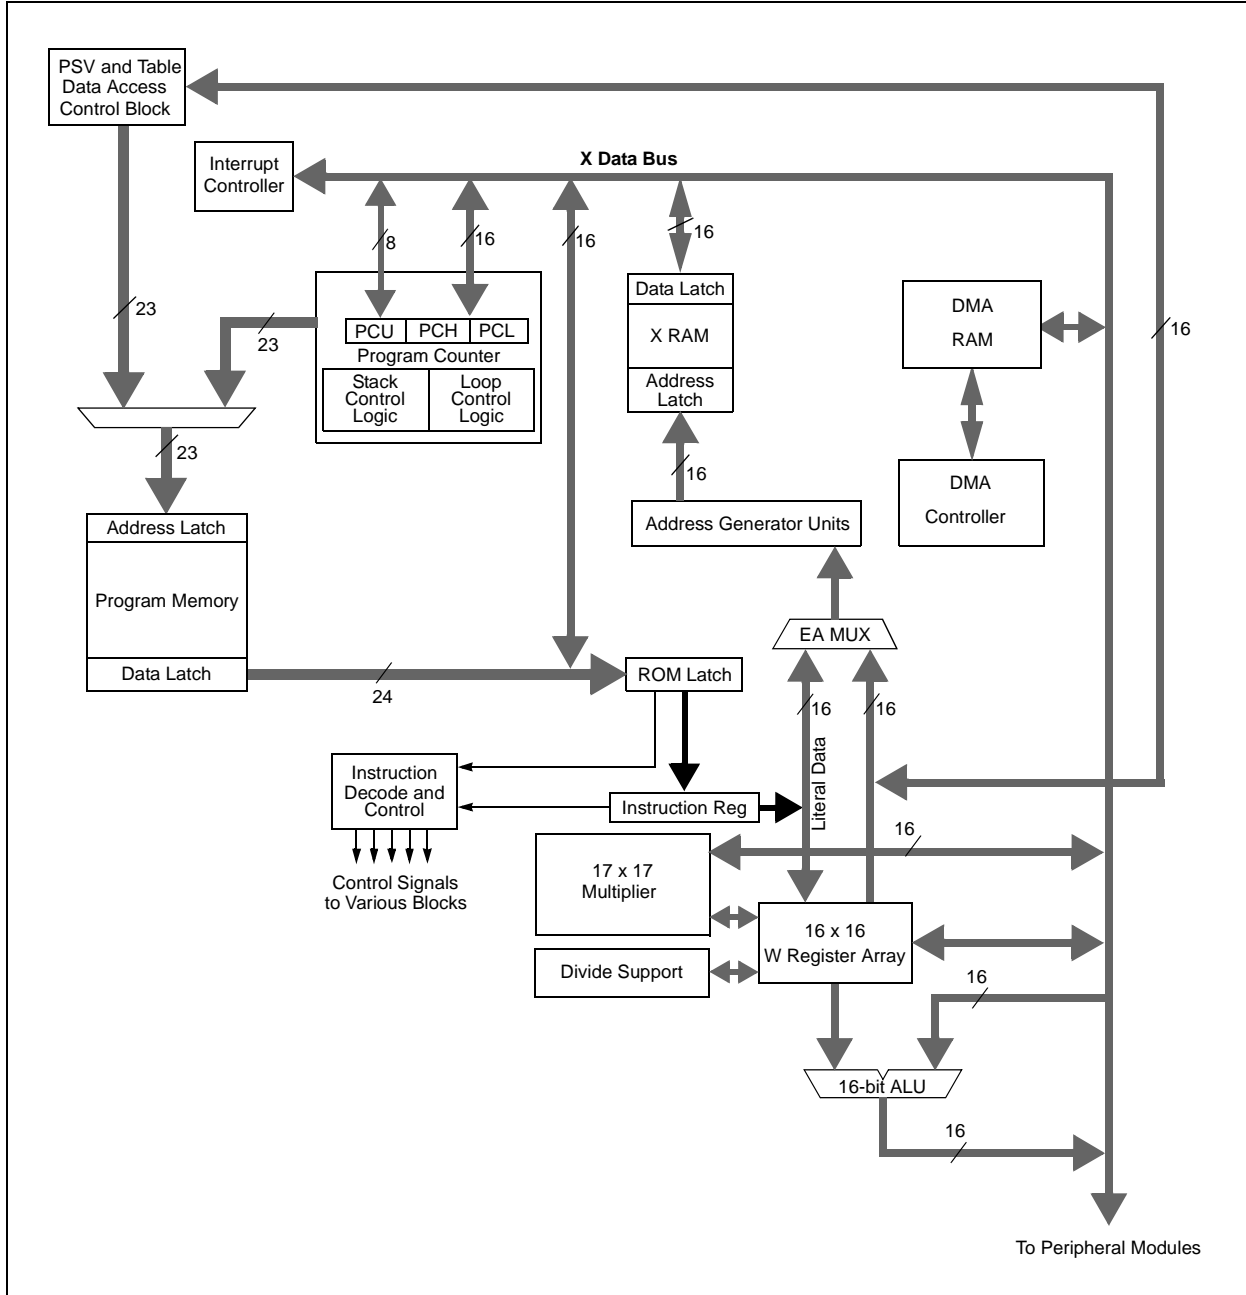 PSV and Table
Data Access
Control Block
Interrupt
Controller
X Data Bus
8
16
16
16
23
23
16
PCU
PCH
PCL
Program Counter
Stack
Control
Logic
Loop
Control
Logic
Data Latch
X RAM
Address
Latch
DMA
RAM
23
16
DMA
Controller
Address Generator Units
Address Latch
Program Memory
Data Latch
24
EA MUX
ROM Latch
16
16
Literal Data
Instruction
Decode and
Control
Instruction Reg
Control Signals
to Various Blocks
16
17 x 17
Multiplier
16 x 16
W Register Array
Divide Support
16
16-bit ALU
16
To Peripheral Modules